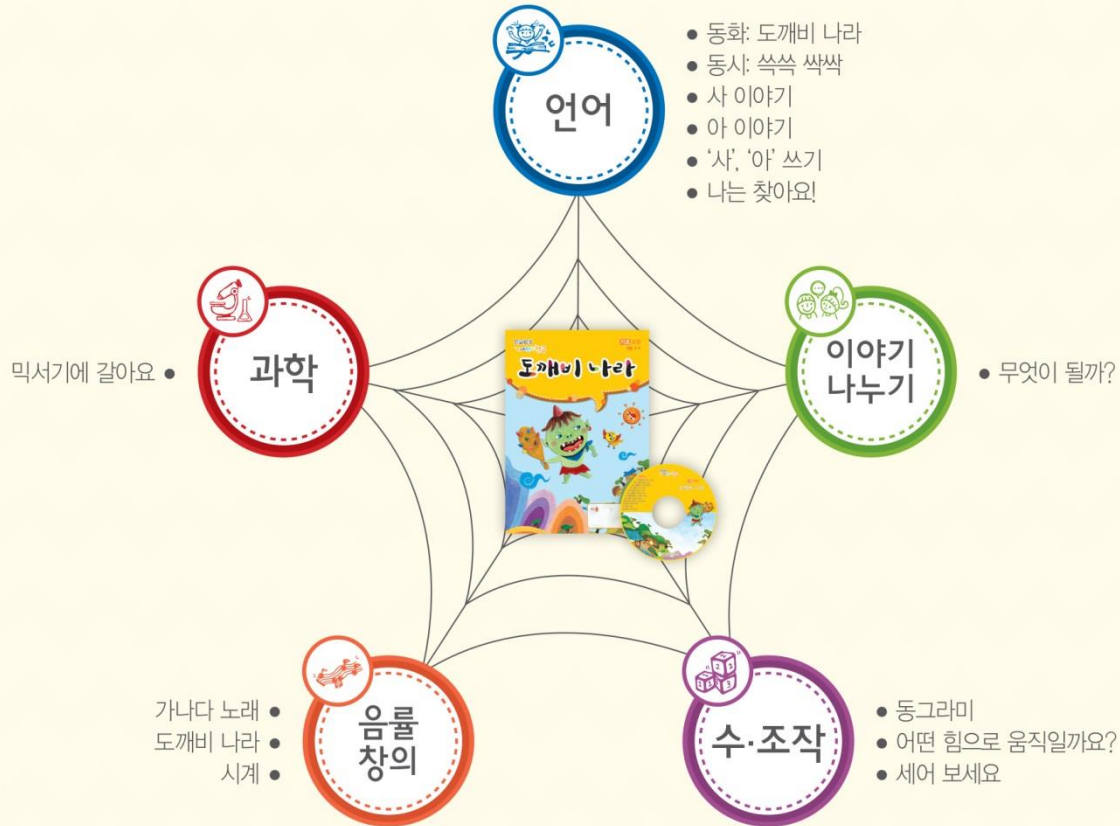 언어
● 동화: 도깨비 나라
● 동시: 쓱쓱 싹싹
● 사 이야기
● 아 이야기
● ‘사’, ‘아’ 쓰기
● 나는 찾아요!
과학
믹서기에 갈아요 ●
이야기
나누기
● 무엇이 될까?
도깨비 나라
음률
창의
가나다 노래 ●
도깨비 나라 ●
시계 ●
수·조작
● 동그라미
● 어떤 힘으로 움직일까요?
● 세어 보세요